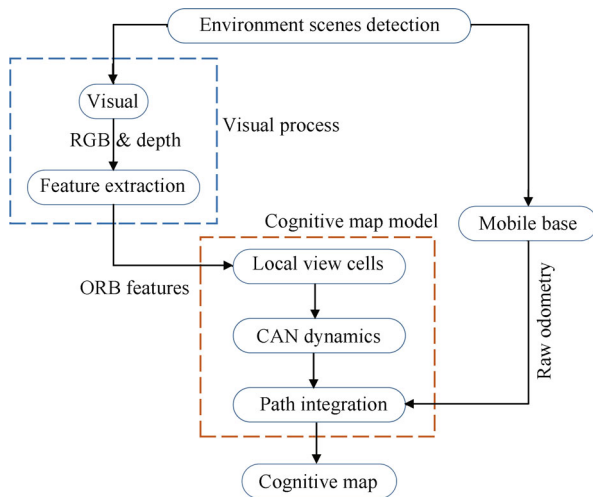 Environment scenes detection
Visual
Visual process
RGB & depth
Feature extraction
Mobile base
Cognitive map model
Local view cells
ORB features
CAN dynamics
Raw odometry
Path integration
Cognitive map